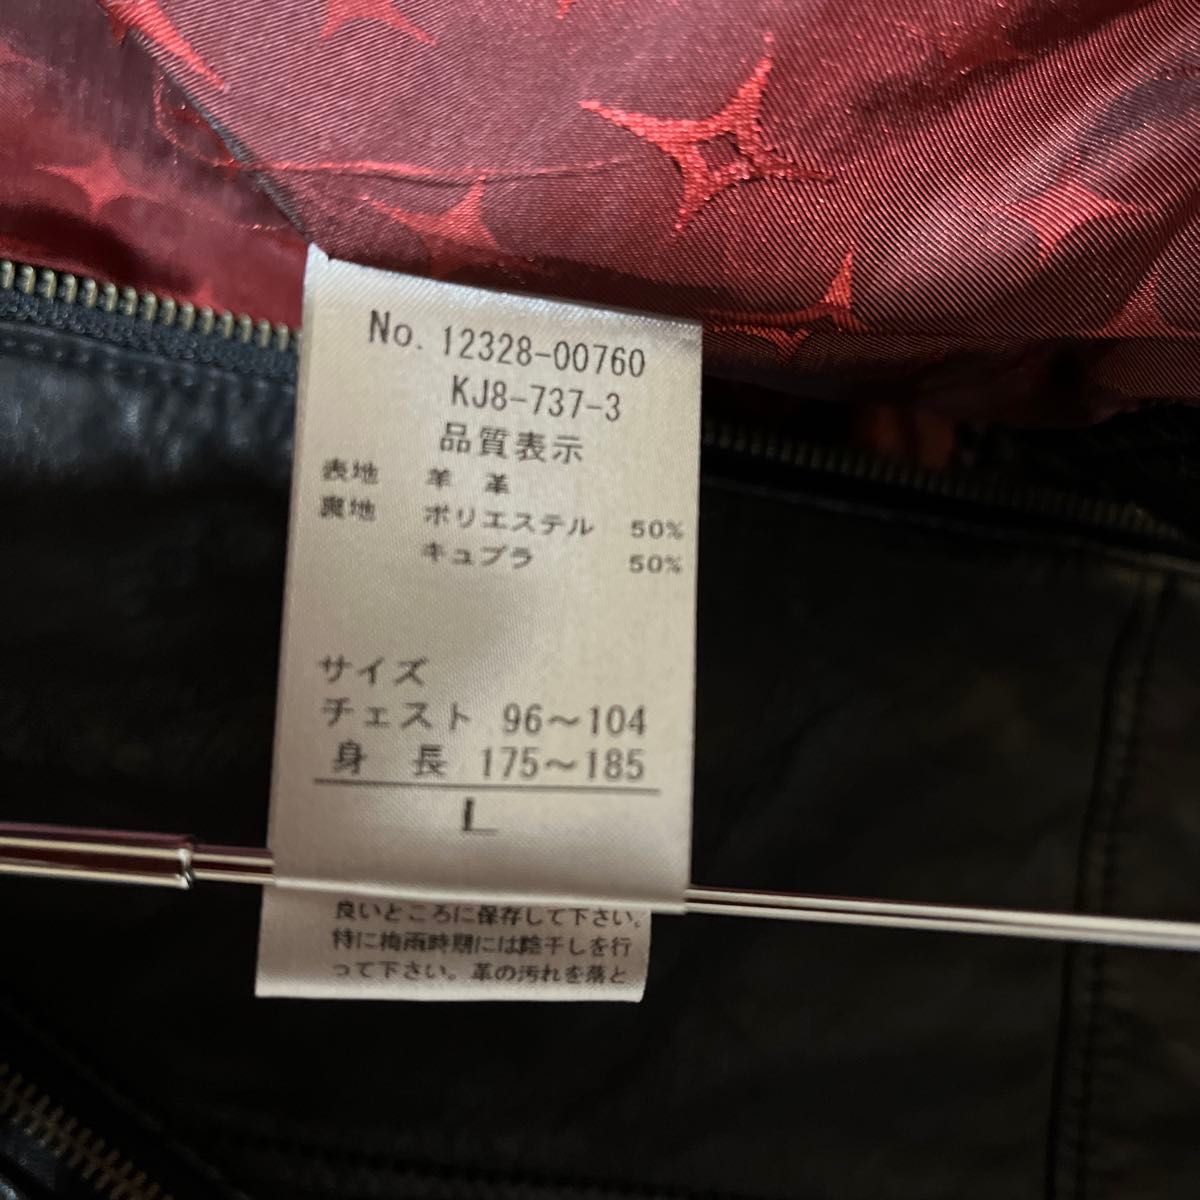 No. 12328-00760
KJ8-737-3
品質表示
表地 羊 革
裏地 ポリエステル 50%
キュプラ 50%
サイズ
チェスト 96〜104
身 長 175〜185
L
良いところに保存して下さい。
特に梅雨時期には陰干しを行
って下さい。革の汚れを落と